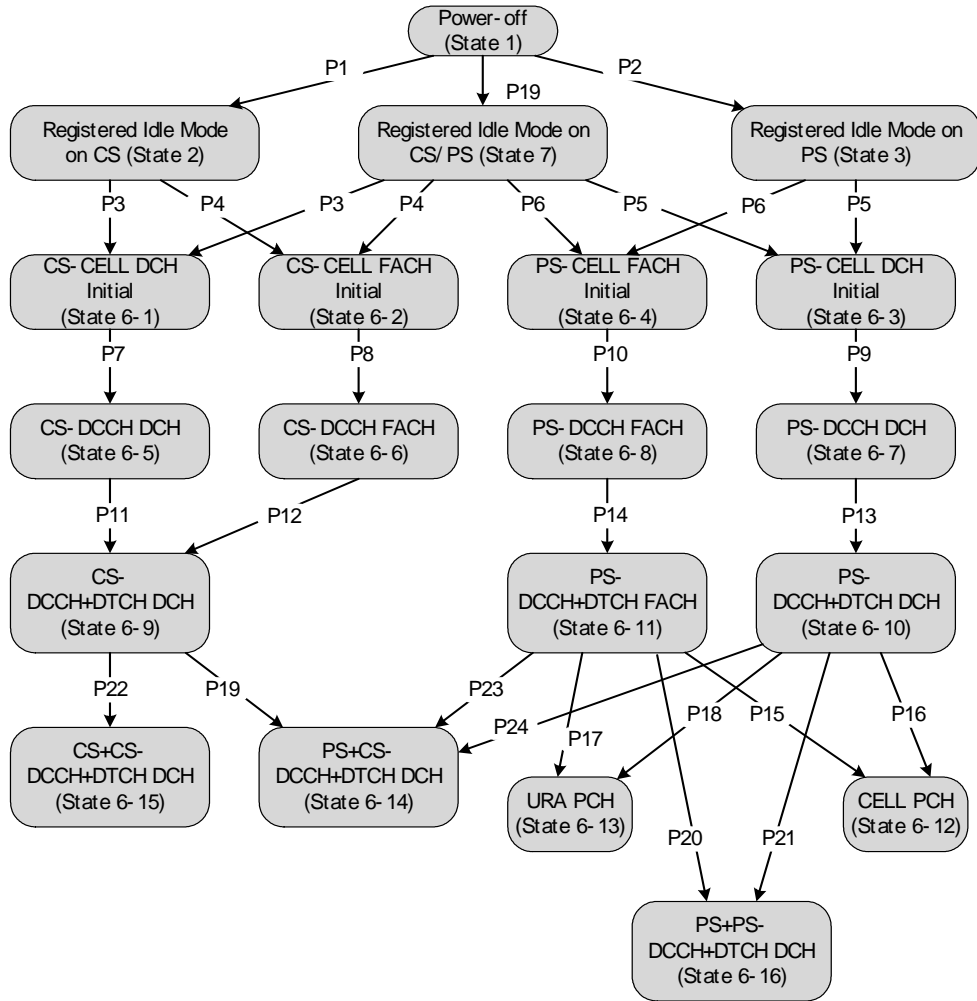 Power- off
(State 1)
P1
P19
P2
Registered Idle Mode
on CS (State 2)
Registered Idle Mode on
CS/ PS (State 7)
Registered Idle Mode on
PS (State 3)
P3
P4
P3
P4
P6
P5
P6
P5
CS- CELL DCH
Initial
(State 6- 1)
CS- CELL FACH
Initial
(State 6- 2)
PS- CELL FACH
Initial
(State 6- 4)
PS- CELL DCH
Initial
(State 6- 3)
P7
P8
P10
P9
CS- DCCH DCH
(State 6- 5)
CS- DCCH FACH
(State 6- 6)
PS- DCCH FACH
(State 6- 8)
PS- DCCH DCH
(State 6- 7)
P11
P12
P14
P13
CS-
DCCH+DTCH DCH
(State 6- 9)
PS-
DCCH+DTCH FACH
(State 6- 11)
PS-
DCCH+DTCH DCH
(State 6- 10)
P22
P19
P23
P24
P17
P18
P15
P16
CS+CS-
DCCH+DTCH DCH
(State 6- 15)
PS+CS-
DCCH+DTCH DCH
(State 6- 14)
URA PCH
(State 6- 13)
CELL PCH
(State 6- 12)
P20
P21
PS+PS-
DCCH+DTCH DCH
(State 6- 16)